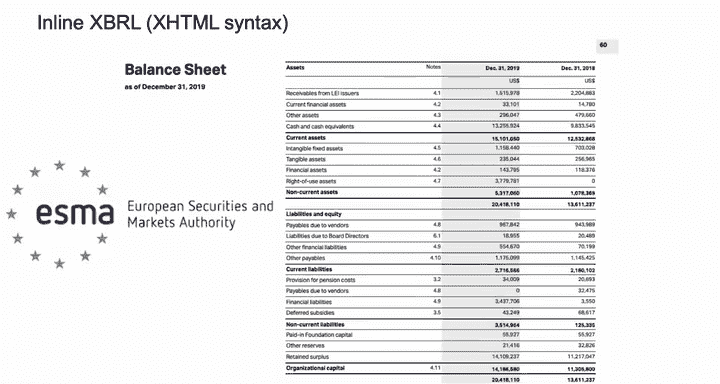 Inline XBRL (XHTML syntax)
60
Balance Sheet
as of December 31, 2019
esma European Securities and
Markets Authority
Assets Notes Dec. 31, 2019 Dec. 31, 2018
US$ US$
Receivables from LEI issuers 4.1 1,515,978 2,204,883
Current financial assets 4.2 33,101 14,780
Other assets 4.3 296,047 479,660
Cash and cash equivalents 4.4 13,255,924 9,833,545
Current assets 15,101,050 12,532,868
Intangible fixed assets 4.5 1,158,440 703,028
Tangible assets 4.6 235,044 256,965
Financial assets 4.2 143,795 118,376
Right-of-use assets 4.7 3,779,781 0
Non-current assets 5,317,060 1,078,369
20,418,110 13,611,237
Liabilities and equity
Payables due to vendors 4.8 967,842 943,989
Liabilities due to Board Directors 6.1 18,955 20,489
Other financial liabilities 4.9 554,670 70,199
Other payables 4.10 1,175,099 1,145,425
Current liabilities 2,716,566 2,180,102
Provision for pension costs 3.2 34,009 20,693
Payables due to vendors 4.8 0 32,475
Financial liabilities 4.9 3,437,706 3,550
Deferred subsidies 3.5 43,249 68,617
Non-current liabilities 3,514,964 125,335
Paid-in Foundation capital 55,927 55,927
Other reserves 21,416 32,826
Retained surplus 14,109,237 11,217,047
Organizational capital 4.11 14,186,580 11,305,800
20,418,110 13,611,237